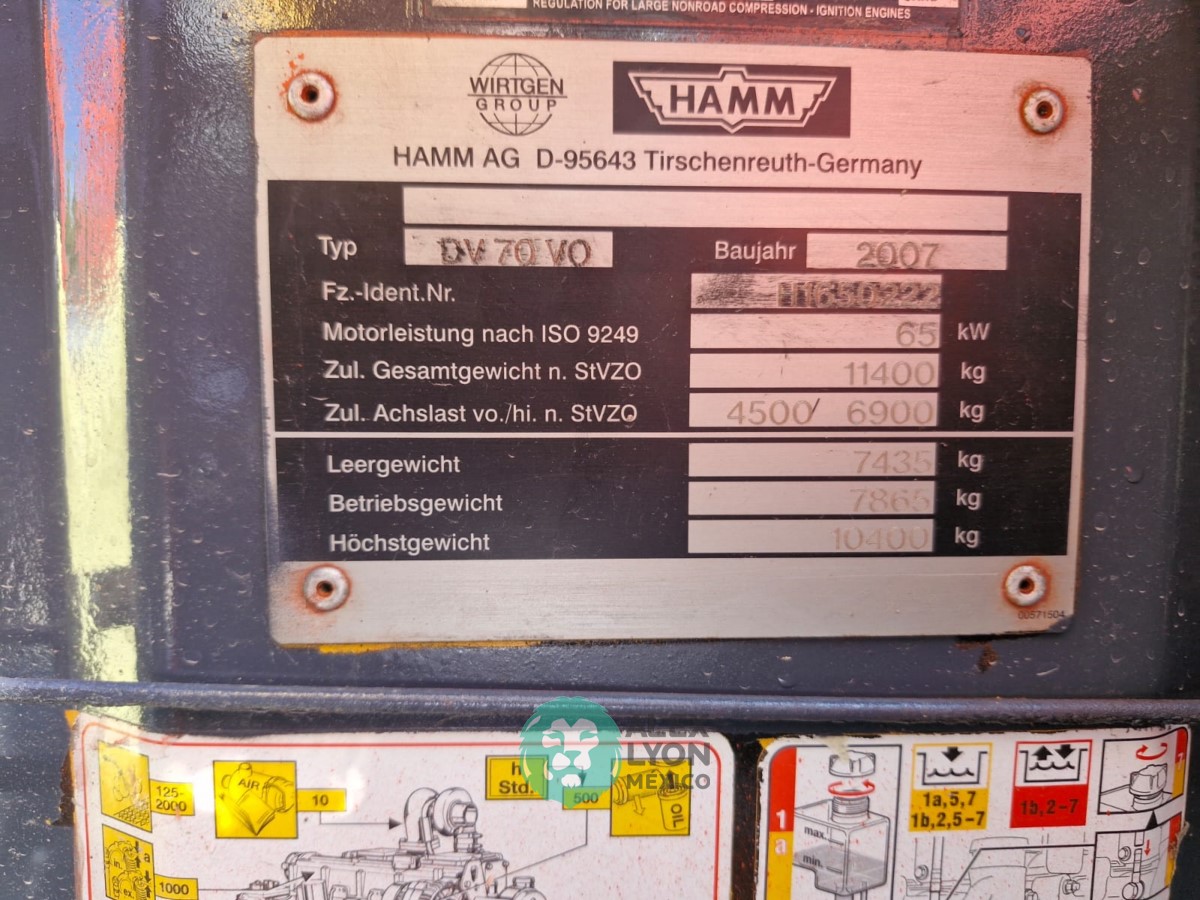 REGULATION FOR LARGE NONROAD COMPRESSION - IGNITION ENGINES
WIRTGEN
GROUP
HAMM
HAMM AG D-95643 Tirschenreuth-Germany
Typ DV 70 VO Baujahr 2007
Fz.-Ident.Nr. H1650222
Motorleistung nach ISO 9249 65 kW
Zul. Gesamtgewicht n. StVZO 11400 kg
Zul. Achslast vo./hi. n. StVZO 4500/ 6900 kg
Leergewicht 7435 kg
Betriebsgewicht 7865 kg
Höchstgewicht 10400 kg
00571504
ALEX
LYON
MÉXICO
125-
2000
AIR
10
h
Std.
500
OIL
a
1000
1
a
max.
min.
1a,5,7
1b,2,5-7
1b,2-7